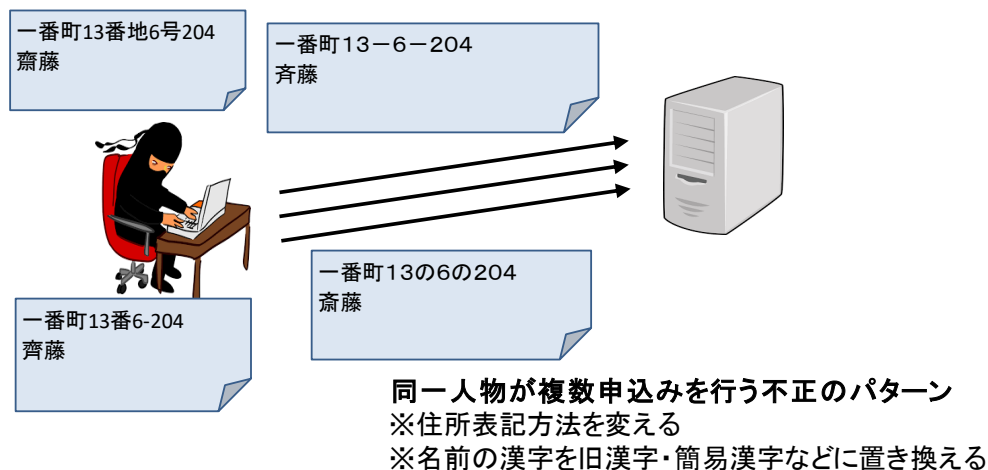 一番町13番地6号204
齋藤
一番町13－6－204
斉藤
一番町13の6の204
斎藤
一番町13番6-204
齊藤
同一人物が複数申込みを行う不正のパターン
※住所表記方法を変える
※名前の漢字を旧漢字・簡易漢字などに置き換える